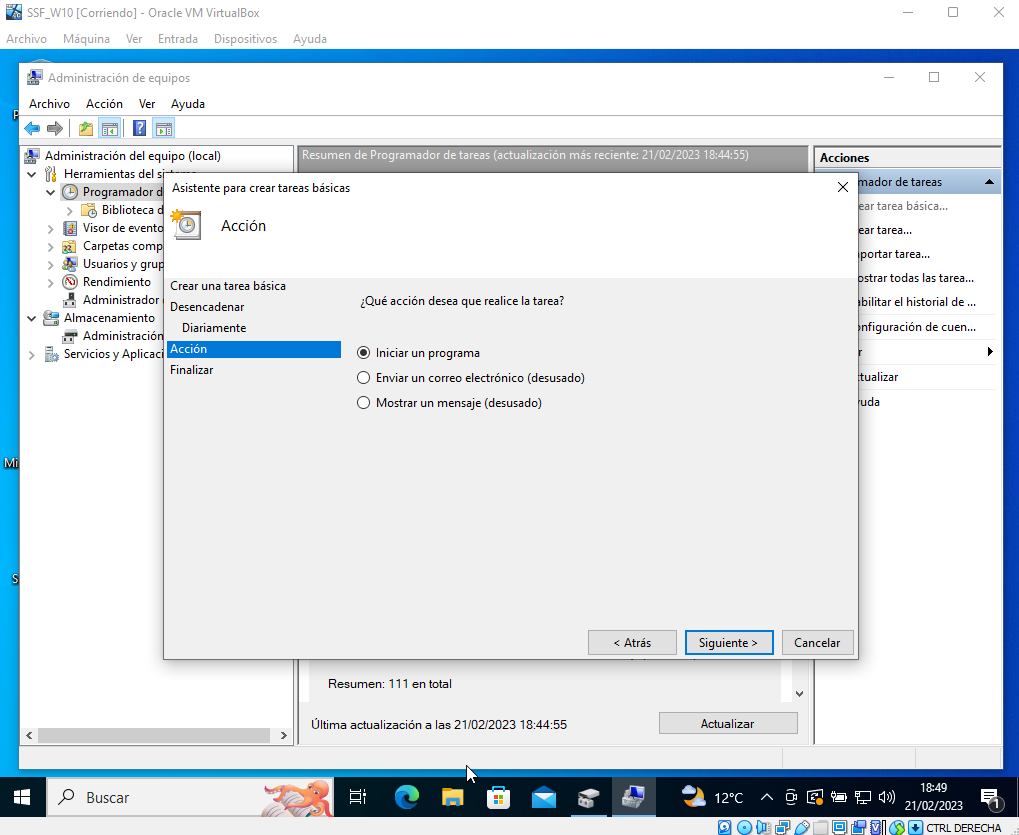 SSF_W10 [Corriendo] - Oracle VM VirtualBox
Archivo Máquina Ver Entrada Dispositivos Ayuda
Administración de equipos
Archivo Acción Ver Ayuda
Administración del equipo (local)
Herramientas del
Programador d
Biblioteca d
Visor de evento
Carpetas comp
Usuarios y grup
Rendimiento
Administrador
Almacenamiento
Administración
Servicios y Aplicaci
Resumen de Programador de tareas (actualización más reciente: 21/02/2023 18:44:55)
Acciones
mador de tareas
ear tarea básica...
ear tarea...
portar tarea...
ostrar todas las tarea...
abilitar el historial de ...
onfiguración de cuen...
r
ctualizar
yuda
Asistente para crear tareas básicas
Acción
Crear una tarea básica
Desencadenar
Diariamente
Acción
Finalizar
¿Qué acción desea que realice la tarea?
Iniciar un programa
Enviar un correo electrónico (desusado)
Mostrar un mensaje (desusado)
< Atrás Siguiente > Cancelar
Resumen: 111 en total
Última actualización a las 21/02/2023 18:44:55
Actualizar
P
Mi
S
Buscar
12°C
18:49
21/02/2023
1
CTRL DERECHA